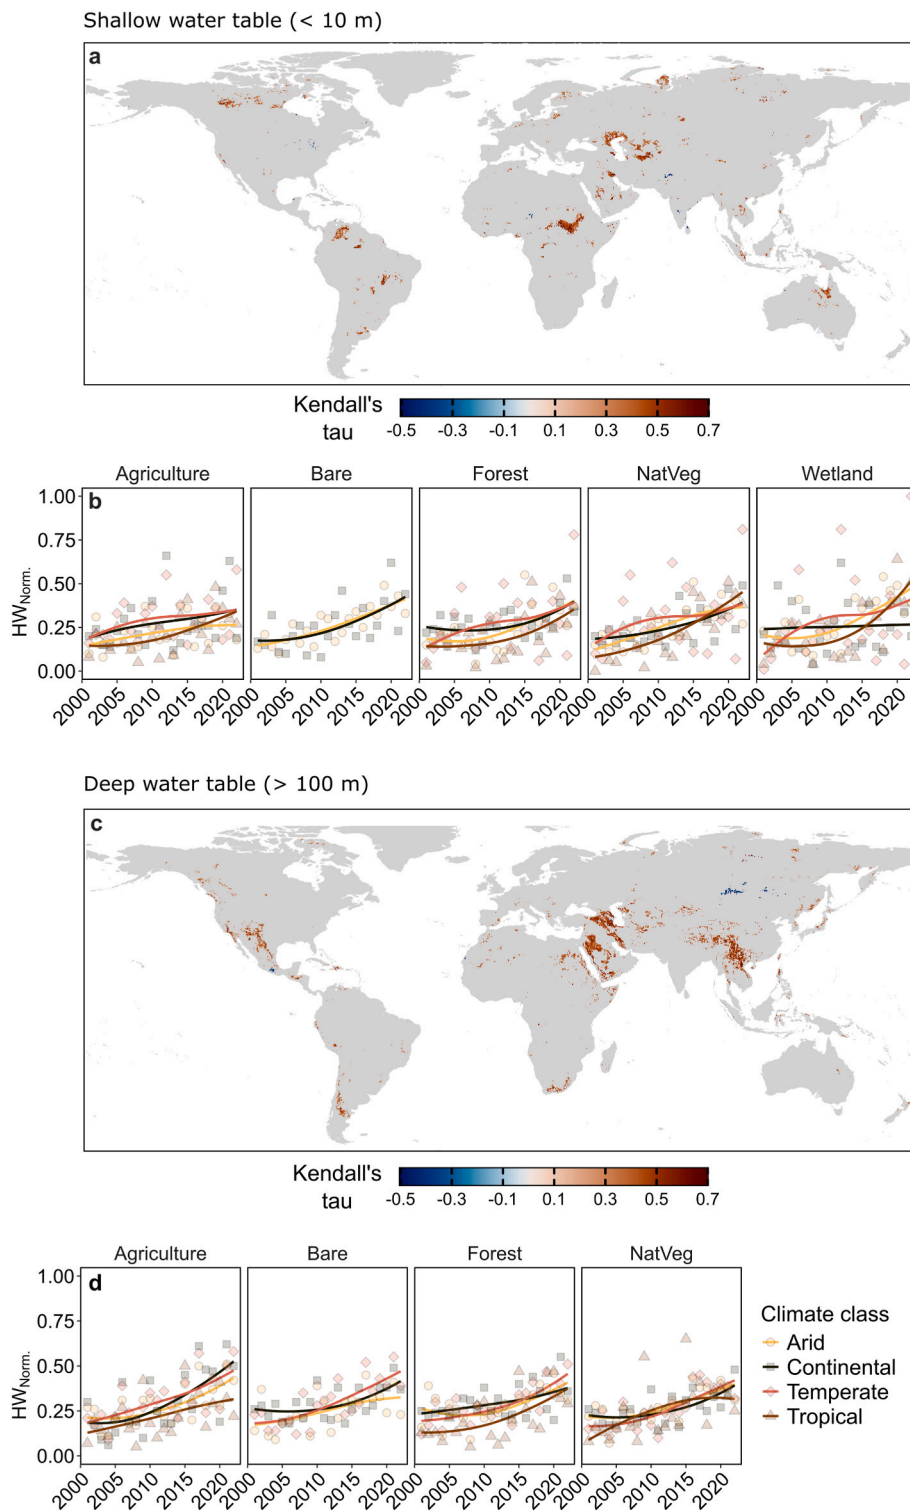 Shallow water table (< 10 m)
a
Kendall's
tau
-0.5 -0.3 -0.1 0.1 0.3 0.5 0.7
Agriculture Bare Forest NatVeg Wetland
b
1.00
0.75
0.50
0.25
0.00
HWNorm.
2000 2005 2010 2015 2020 2000 2005 2010 2015 2020 2000 2005 2010 2015 2020 2000 2005 2010 2015 2020 2000 2005 2010 2015 2020
Deep water table (> 100 m)
c
Kendall's
tau
-0.5 -0.3 -0.1 0.1 0.3 0.5 0.7
Agriculture Bare Forest NatVeg
d
1.00
0.75
0.50
0.25
0.00
HWNorm.
2000 2005 2010 2015 2020 2000 2005 2010 2015 2020 2000 2005 2010 2015 2020 2000 2005 2010 2015 2020
Climate class
Arid
Continental
Temperate
Tropical